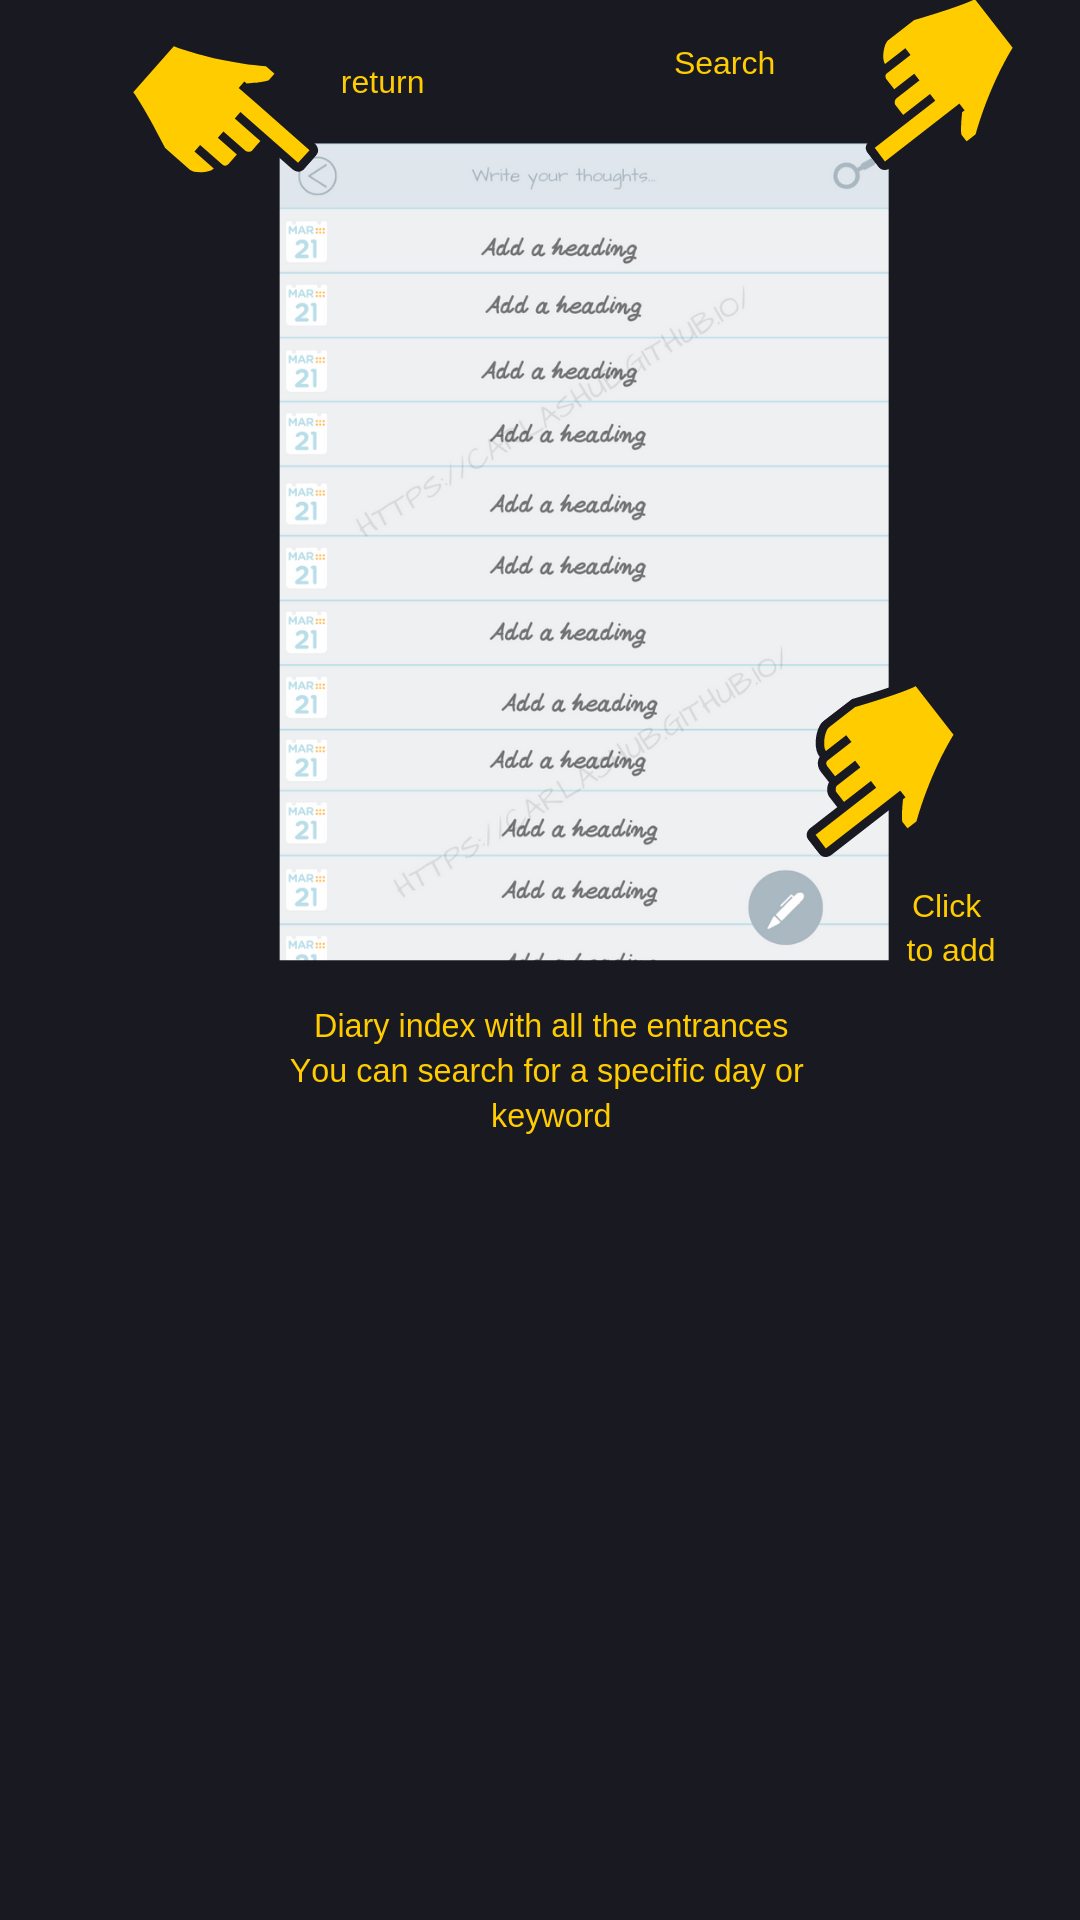 return
Search
Write your thoughts...
MAR
21
Add a heading
MAR
21
Add a heading
MAR
21
Add a heading
MAR
21
Add a heading
MAR
21
Add a heading
MAR
21
Add a heading
MAR
21
Add a heading
MAR
21
Add a heading
MAR
21
Add a heading
MAR
21
Add a heading
MAR
21
Add a heading
MAR
21
Add a heading
HTTPS://CARLASHUB.GITHUB.IO/
HTTPS://CARLASHUB.GITHUB.IO/
Click
to add
Diary index with all the entrances
You can search for a specific day or
keyword